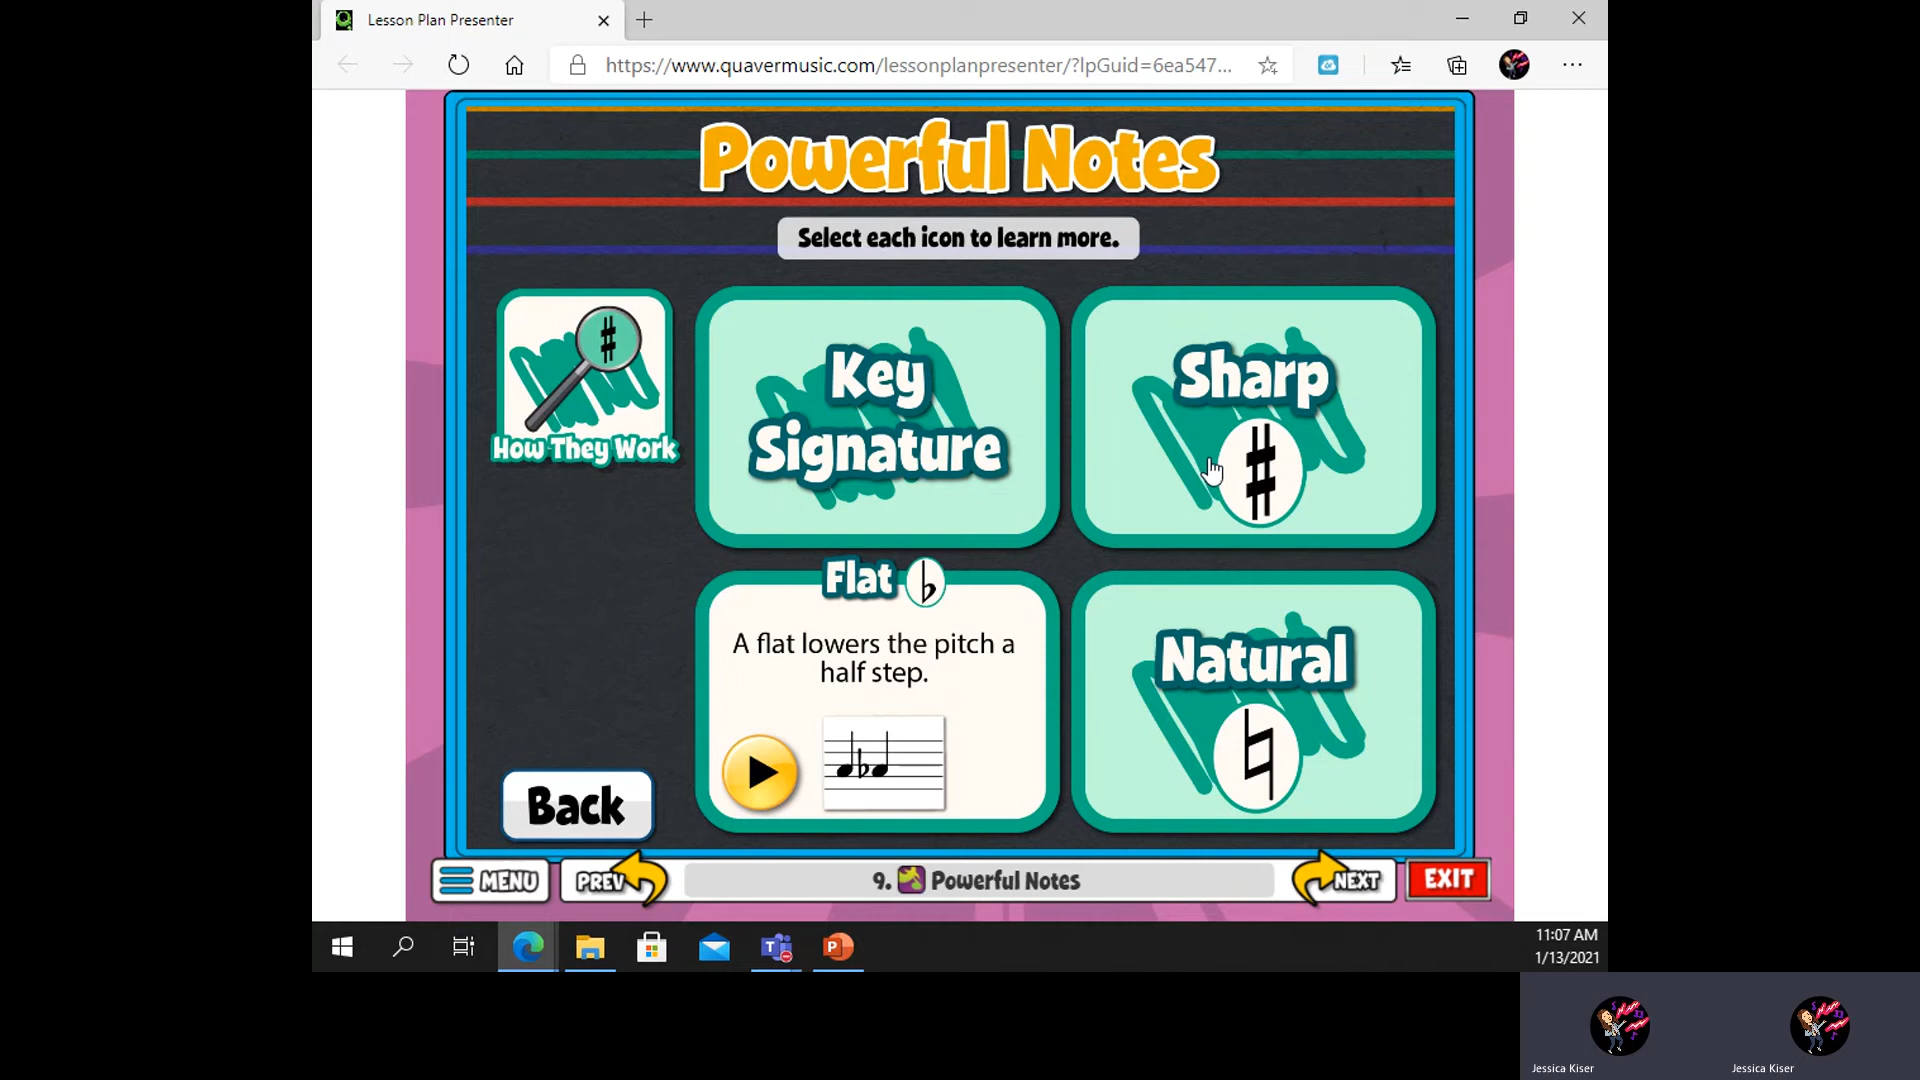 Lesson Plan Presenter
https://www.quavermusic.com/lessonplanpresenter/?lpGuid=6ea547...
Powerful Notes
Select each icon to learn more.
How They Work
Key
Signature
Sharp
Flat
A flat lowers the pitch a
half step.
Natural
Back
MENU
PREV
9. Powerful Notes
NEXT
EXIT
11:07 AM
1/13/2021
Jessica Kiser
Jessica Kiser